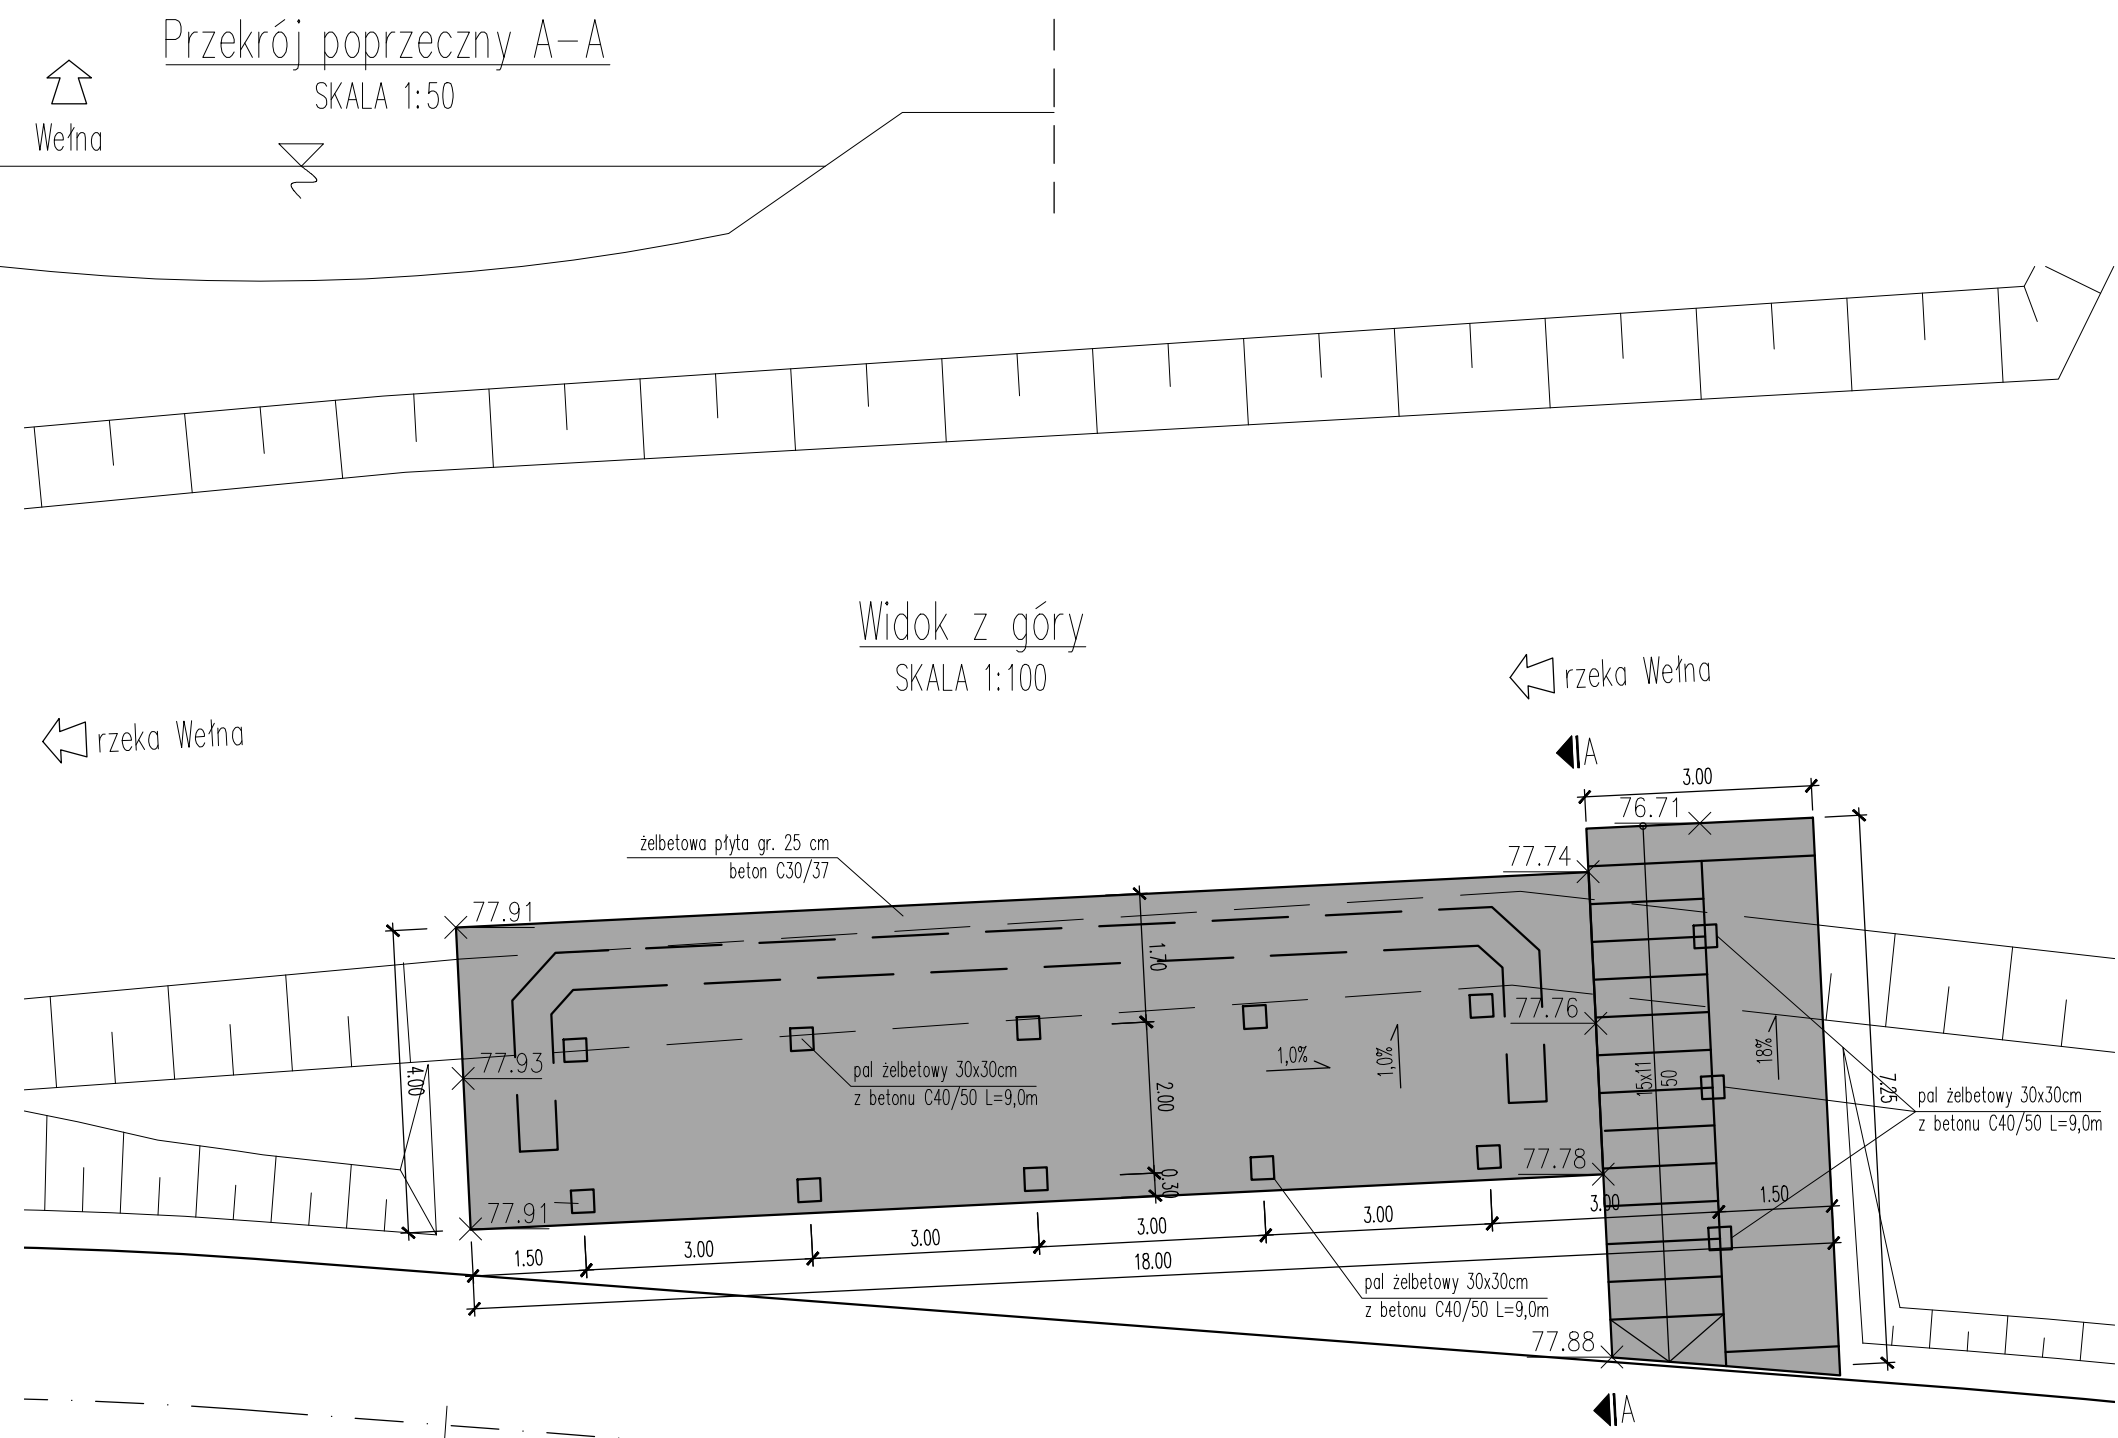 Przekrój poprzeczny A-A
SKALA 1:50
Wełna
Widok z góry
SKALA 1:100
rzeka Wełna
rzeka Wełna
A
3.00
76.71
żelbetowa płyta gr. 25 cm
beton C30/37
77.74
77.91
1.70
77.76
77.93
4.00
1,0%
1,0%
18%
pal żelbetowy 30x30cm
z betonu C40/50 L=9,0m
2.00
15x11
50
7.25
pal żelbetowy 30x30cm
z betonu C40/50 L=9,0m
77.78
0.30
77.91
3.00
1.50
1.50
3.00
3.00
3.00
3.00
18.00
pal żelbetowy 30x30cm
z betonu C40/50 L=9,0m
77.88
A